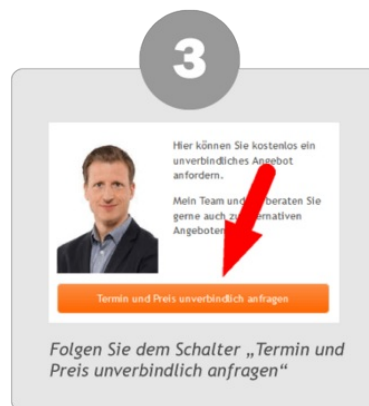 3
Hier können Sie kostenlos ein
unverbindliches Angebot
anfordern.
Mein Team und beraten Sie
gerne auch zu
Angeboten
Termin und Preis unverbindlich anfragen
Folgen Sie dem Schalter „Termin und
Preis unverbindlich anfragen“